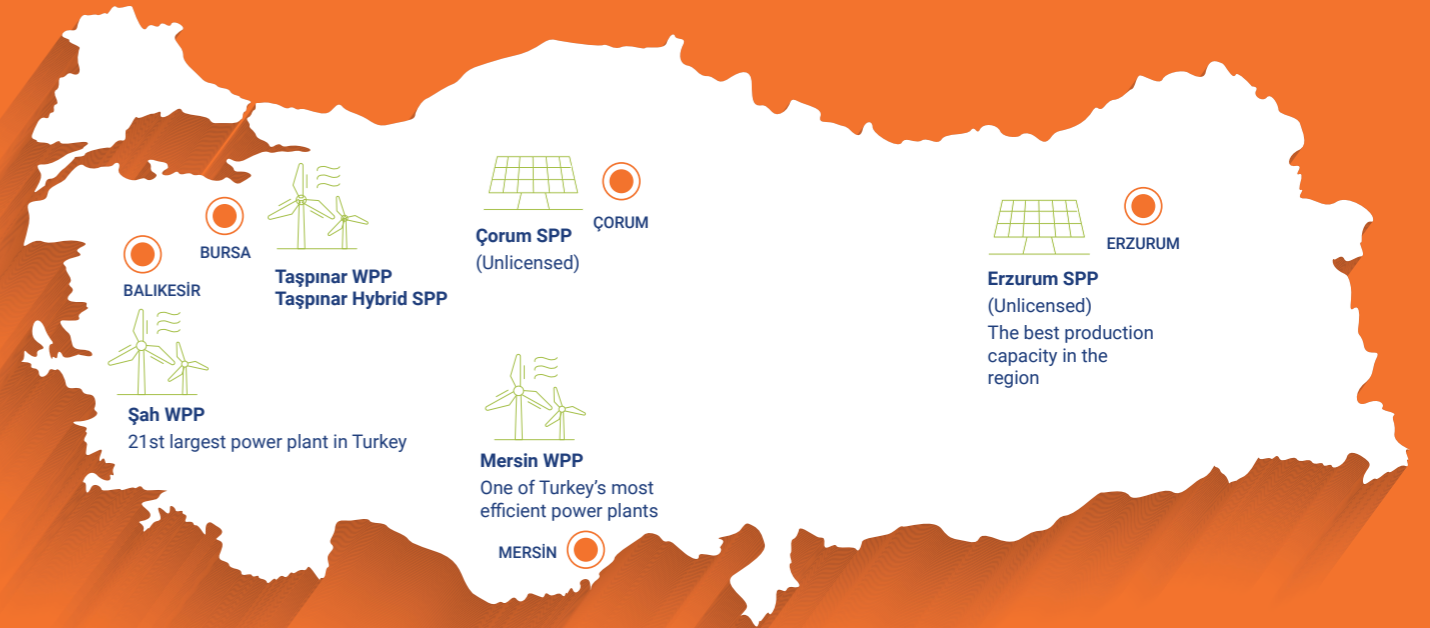 BURSA
BALIKESİR
Taşpınar WPP
Taşpınar Hybrid SPP
Şah WPP
21st largest power plant in Turkey
Çorum SPP
(Unlicensed)
ÇORUM
Mersin WPP
One of Turkey’s most
efficient power plants
MERSİN
ERZURUM
Erzurum SPP
(Unlicensed)
The best production
capacity in the
region